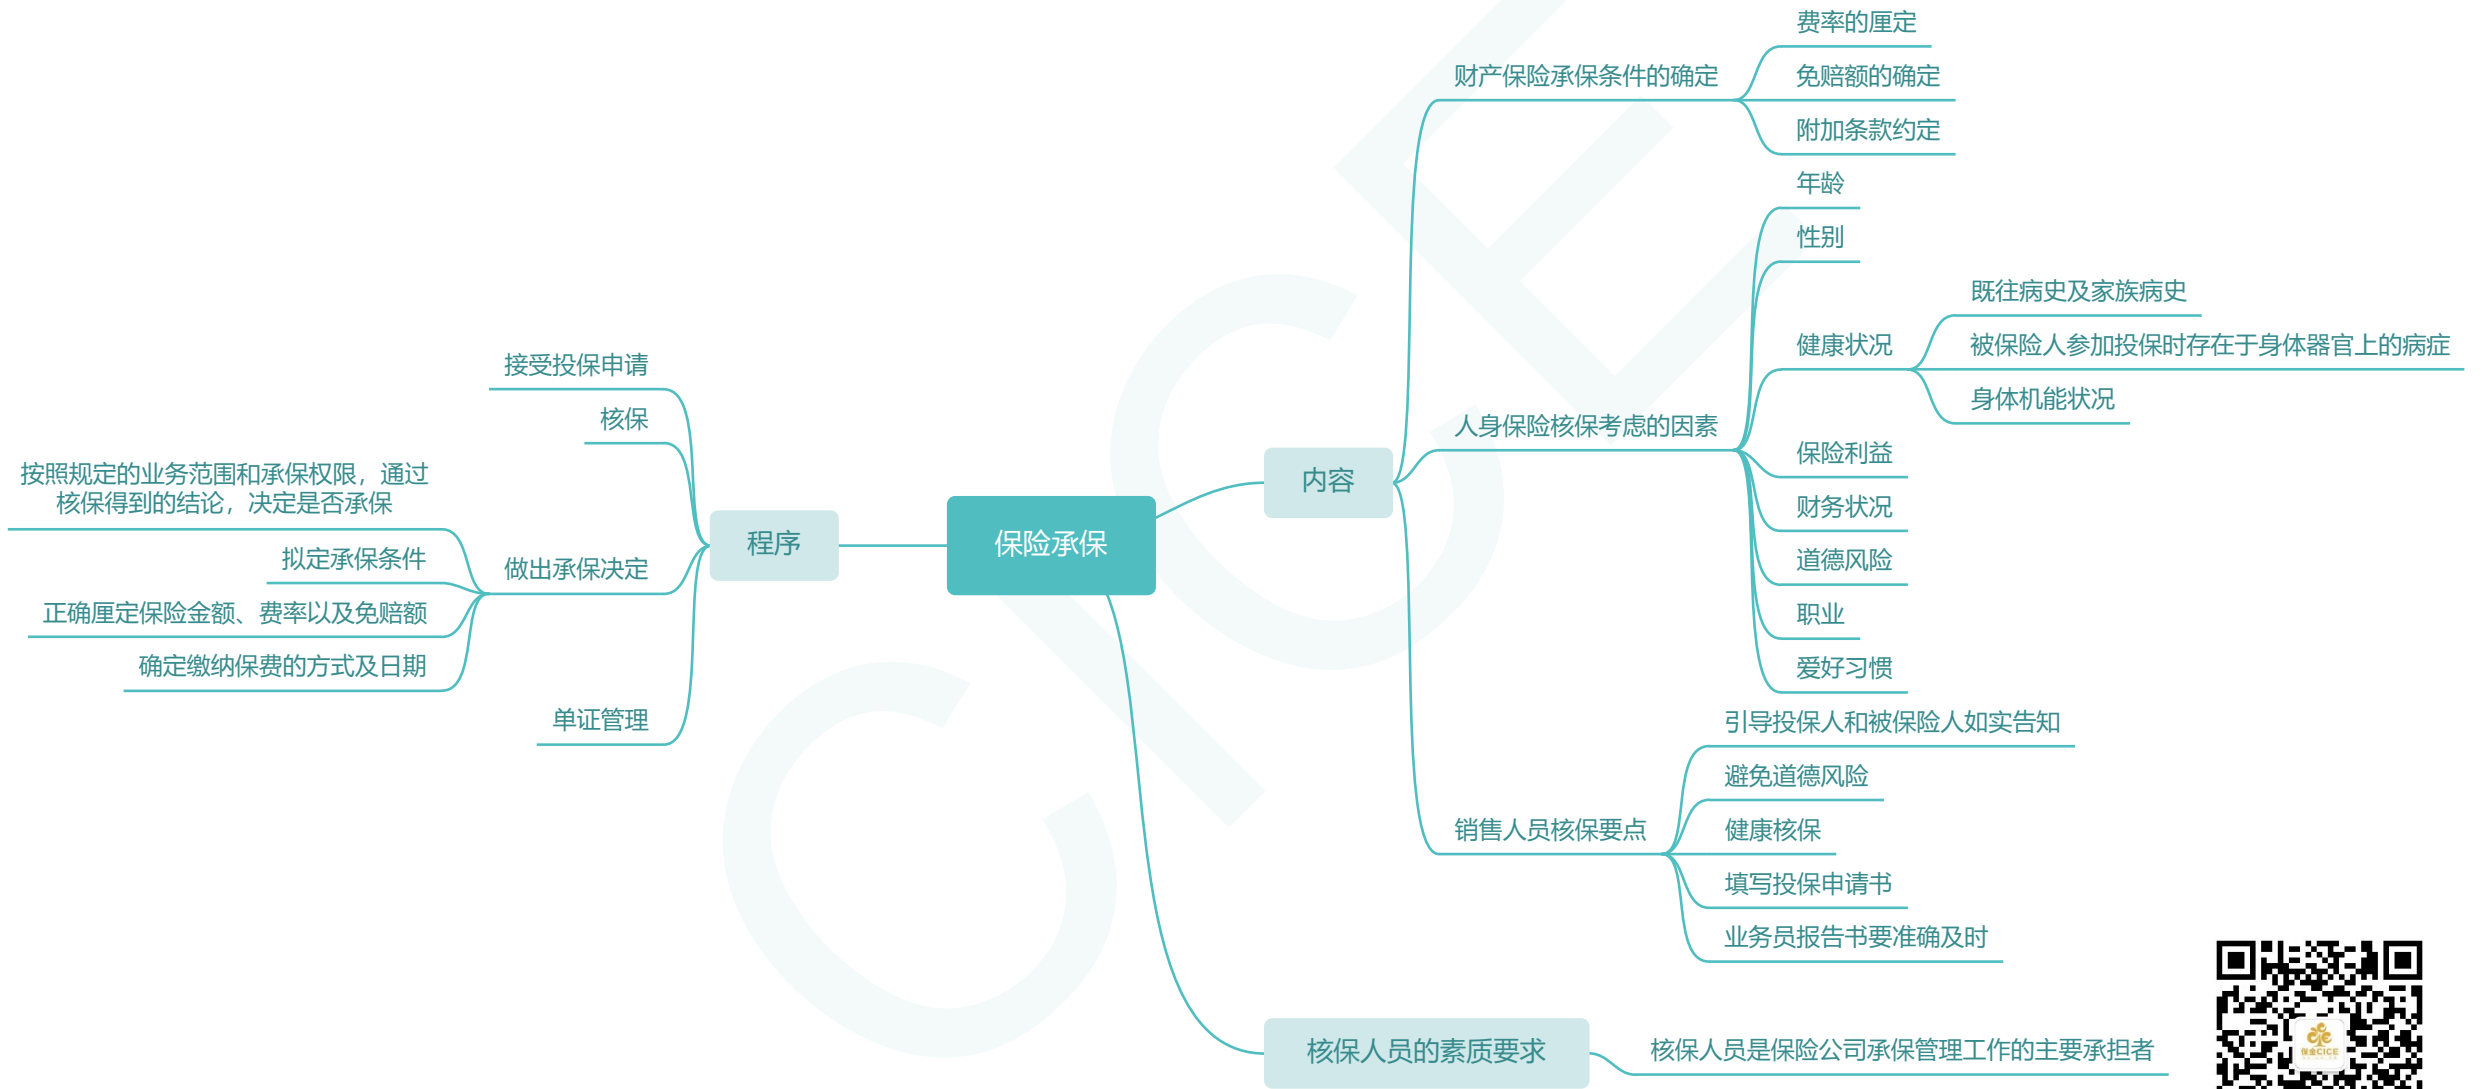 保险承保
内容
财产保险承保条件的确定
费率的厘定
免赔额的确定
附加条款约定
人身保险核保考虑的因素
年龄
性别
健康状况
既往病史及家族病史
被保险人参加投保时存在于身体器官上的病症
身体机能状况
保险利益
财务状况
道德风险
职业
爱好习惯
销售人员核保要点
引导投保人和被保险人如实告知
避免道德风险
健康核保
填写投保申请书
业务员报告书要准确及时
核保人员的素质要求
核保人员是保险公司承保管理工作的主要承担者
程序
接受投保申请
核保
做出承保决定
按照规定的业务范围和承保权限，通过
核保得到的结论，决定是否承保
拟定承保条件
正确厘定保险金额、费率以及免赔额
确定缴纳保费的方式及日期
单证管理
CICE
保金CICE